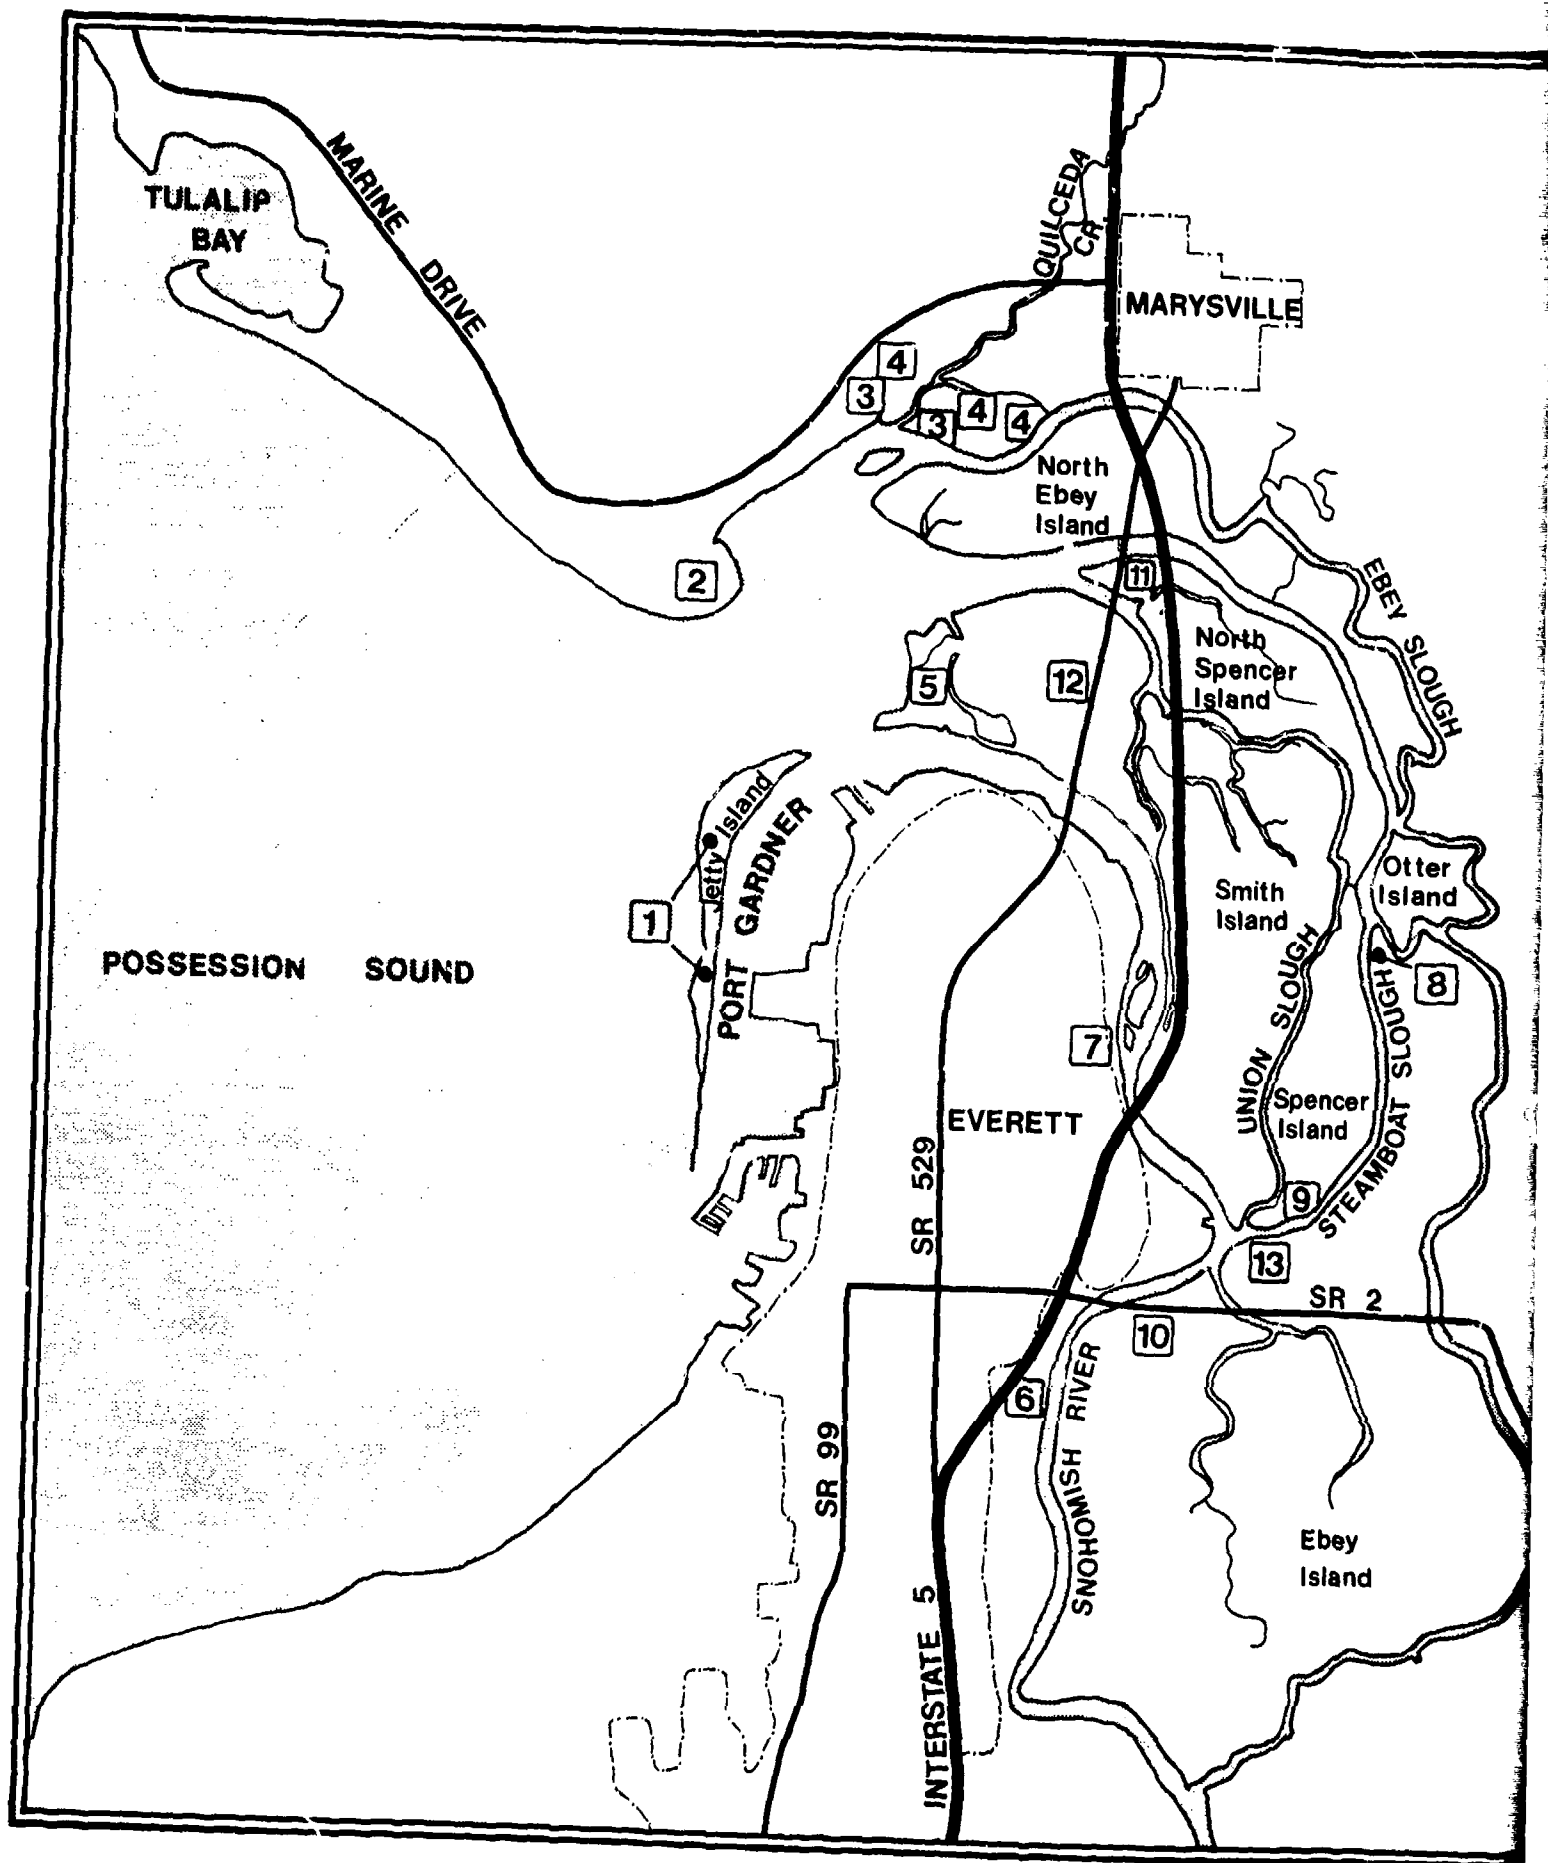 MARINE DRIVE
TULALIP
BAY
QUILCEDA
CR
MARYSVILLE
4
3
4
3
4
North
Ebey
Island
2
11
EBEY SLOUGH
North
Spencer
Island
5
12
Jetty Island
PORT GARDNER
Otter
Island
1
Smith
Island
POSSESSION SOUND
8
UNION SLOUGH
STEAMBOAT SLOUGH
7
Spencer
Island
EVERETT
SR 529
9
13
SR 2
10
6
SNOHOMISH RIVER
SR 99
Ebey
Island
INTERSTATE 5